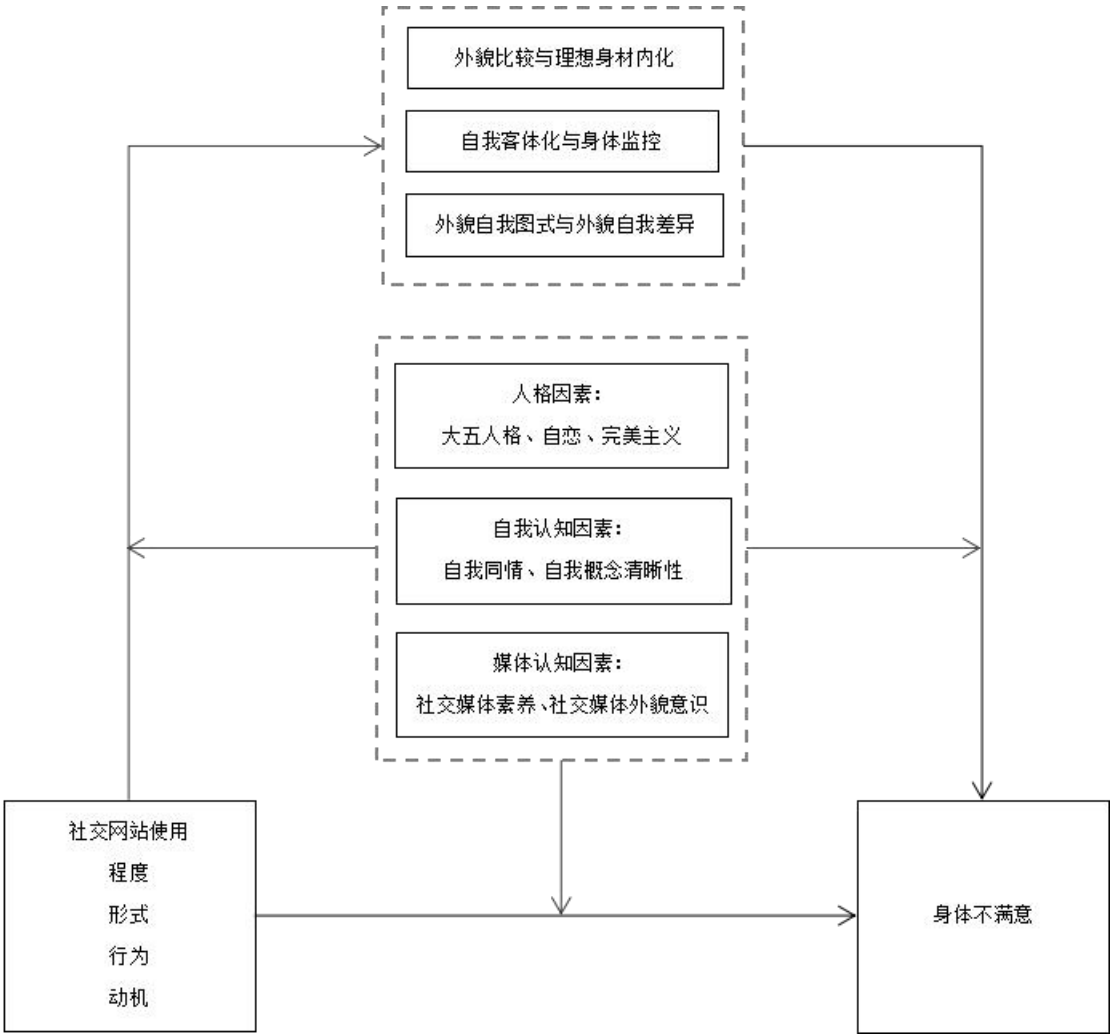 外貌比较与理想身材内化
自我客体化与身体监控
外貌自我图式与外貌自我差异
人格因素：
大五人格、自恋、完美主义
自我认知因素：
自我同情、自我概念清晰性
媒体认知因素：
社交媒体素养、社交媒体外貌意识
社交网站使用
程度
形式
行为
动机
身体不满意